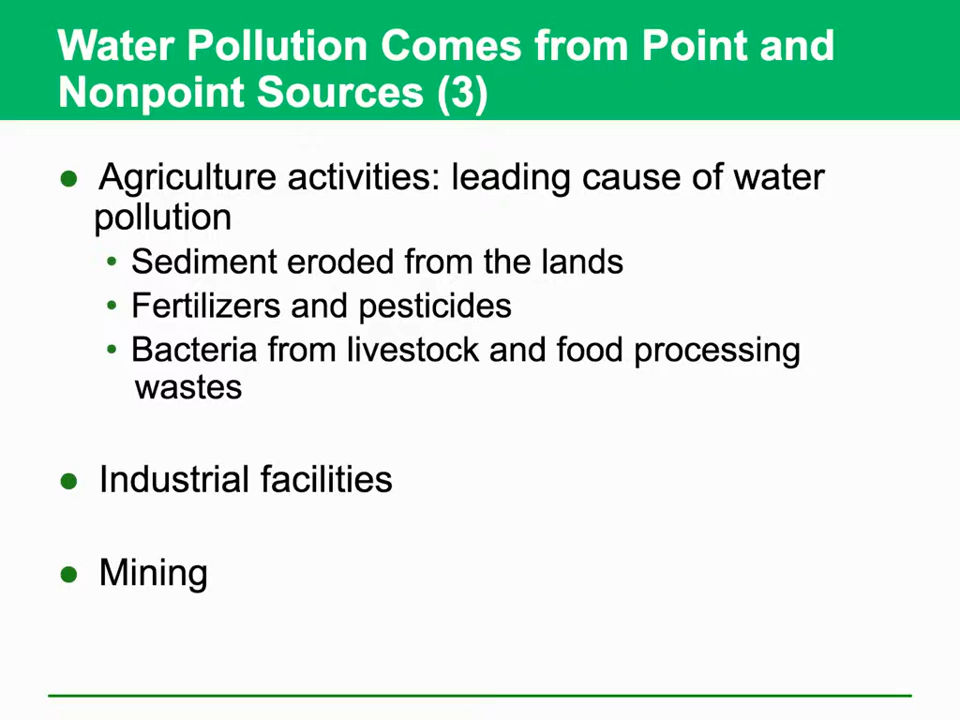 Water Pollution Comes from Point and
Nonpoint Sources (3)
● Agriculture activities: leading cause of water
pollution
• Sediment eroded from the lands
• Fertilizers and pesticides
• Bacteria from livestock and food processing
wastes
● Industrial facilities
● Mining